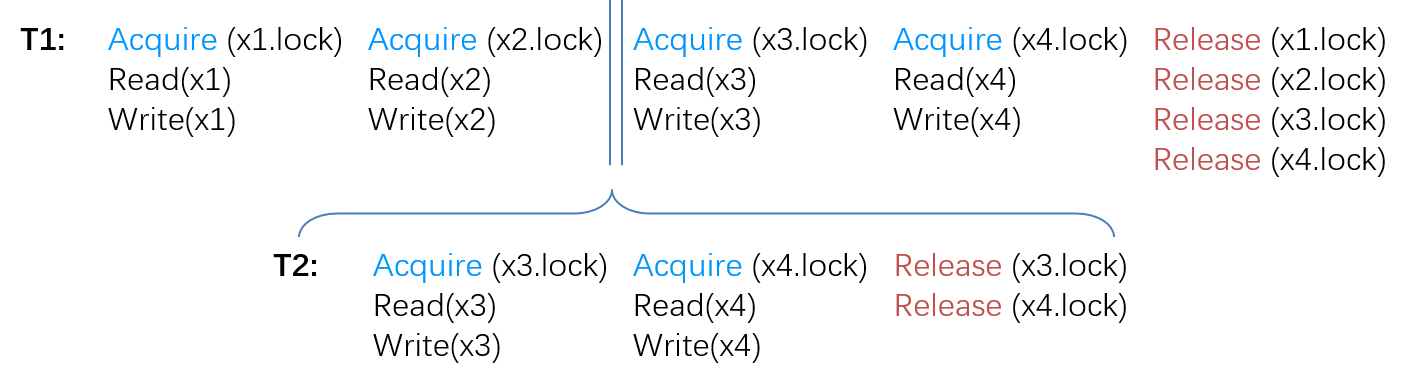 T1: Acquire (x1.lock) Acquire (x2.lock) Acquire (x3.lock) Acquire (x4.lock) Release (x1.lock)
Read(x1) Read(x2) Read(x3) Read(x4) Release (x2.lock)
Write(x1) Write(x2) Write(x3) Write(x4) Release (x3.lock)
Release (x4.lock)
T2: Acquire (x3.lock) Acquire (x4.lock) Release (x3.lock)
Read(x3) Read(x4) Release (x4.lock)
Write(x3) Write(x4)